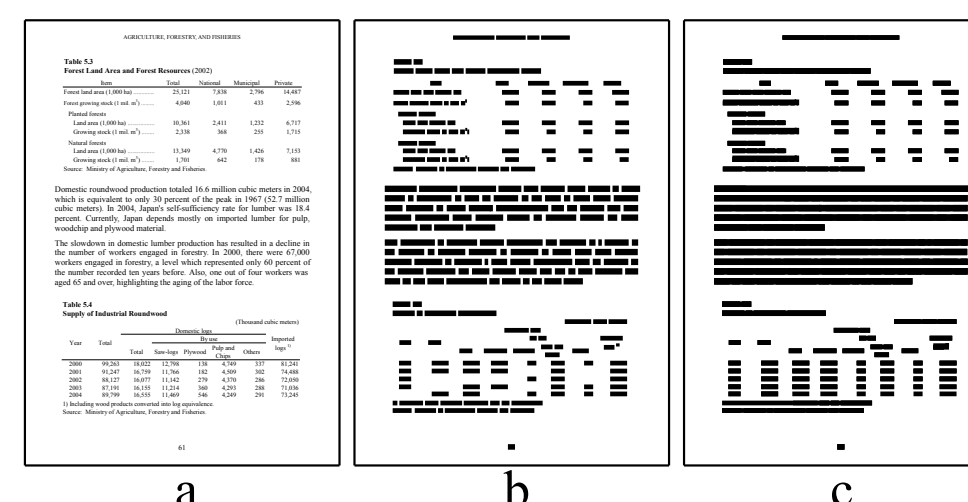 AGRICULTURE, FORESTRY, AND FISHERIES
Table 5.3
Forest Land Area and Forest Resources (2002)
Item Total National Municipal Private
Forest land area (1,000 ha) ........... 25,121 7,838 2,796 14,487
Forest growing stock (1 mil. m³) ........ 4,040 1,011 433 2,596
Planted forests
Land area (1,000 ha) ................ 10,361 2,411 1,232 6,717
Growing stock (1 mil. m³) ...... 2,338 368 255 1,715
Natural forests
Land area (1,000 ha) ................ 13,349 4,770 1,426 7,153
Growing stock (1 mil. m³) ....... 1,701 642 178 881
Source: Ministry of Agriculture, Forestry and Fisheries.
Domestic roundwood production totaled 16.6 million cubic meters in 2004,
which is equivalent to only 30 percent of the peak in 1967 (52.7 million
cubic meters). In 2004, Japan's self-sufficiency rate for lumber was 18.4
percent. Currently, Japan depends mostly on imported lumber for pulp,
woodchip and plywood material.
The slowdown in domestic lumber production has resulted in a decline in
the number of workers engaged in forestry. In 2000, there were 67,000
workers engaged in forestry, a level which represented only 60 percent of
the number recorded ten years before. Also, one out of four workers was
aged 65 and over, highlighting the aging of the labor force.
Table 5.4
Supply of Industrial Roundwood
(Thousand cubic meters)
Domestic logs
By use
Year Total Total Saw-logs Plywood Pulp and Chips Others Imported logs ¹⁾
2000 99,263 18,022 12,798 138 4,749 337 81,241
2001 91,247 16,759 11,766 182 4,509 302 74,488
2002 88,127 16,077 11,142 279 4,370 286 72,050
2003 87,191 16,155 11,214 360 4,293 288 71,036
2004 89,799 16,555 11,469 546 4,249 291 73,245
1) Including wood products converted into log equivalence.
Source: Ministry of Agriculture, Forestry and Fisheries.
61
a b c